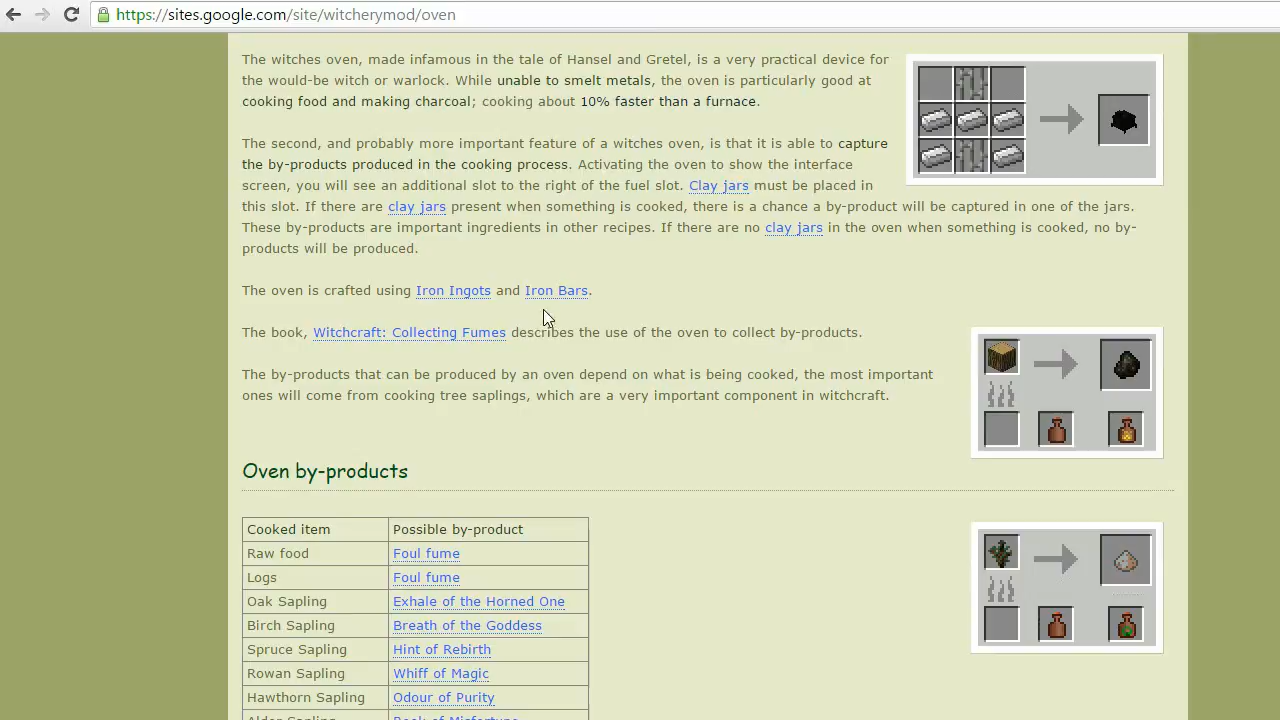 https://sites.google.com/site/witcherymod/oven
The witches oven, made infamous in the tale of Hansel and Gretel, is a very practical device for
the would-be witch or warlock. While unable to smelt metals, the oven is particularly good at
cooking food and making charcoal; cooking about 10% faster than a furnace.
The second, and probably more important feature of a witches oven, is that it is able to capture
the by-products produced in the cooking process. Activating the oven to show the interface
screen, you will see an additional slot to the right of the fuel slot. Clay jars must be placed in
this slot. If there are clay jars present when something is cooked, there is a chance a by-product will be captured in one of the jars.
These by-products are important ingredients in other recipes. If there are no clay jars in the oven when something is cooked, no by-
products will be produced.
The oven is crafted using Iron Ingots and Iron Bars.
The book, Witchcraft: Collecting Fumes describes the use of the oven to collect by-products.
The by-products that can be produced by an oven depend on what is being cooked, the most important
ones will come from cooking tree saplings, which are a very important component in witchcraft.
Oven by-products
Cooked item Possible by-product
Raw food Foul fume
Logs Foul fume
Oak Sapling Exhale of the Horned One
Birch Sapling Breath of the Goddess
Spruce Sapling Hint of Rebirth
Rowan Sapling Whiff of Magic
Hawthorn Sapling Odour of Purity
Alder Sapling Reek of Misfortune